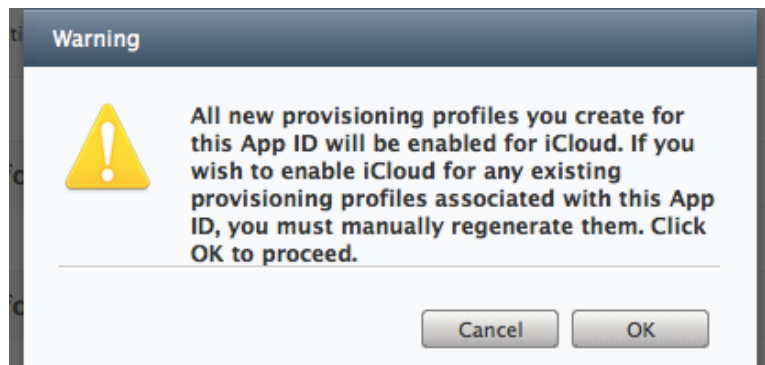 Warning
All new provisioning profiles you create for
this App ID will be enabled for iCloud. If you
wish to enable iCloud for any existing
provisioning profiles associated with this App
ID, you must manually regenerate them. Click
OK to proceed.
Cancel OK